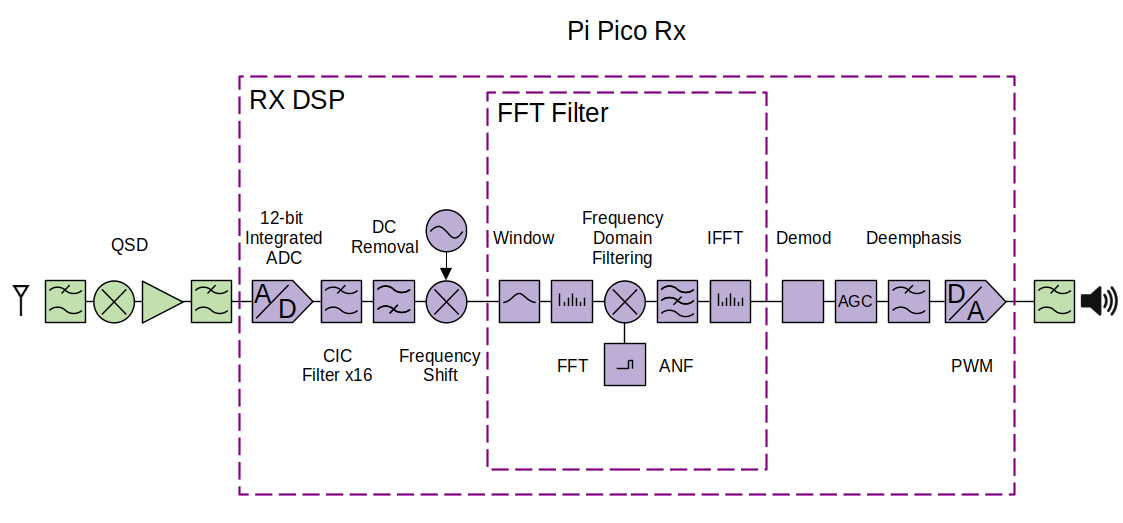 Pi Pico Rx
RX DSP
FFT Filter
QSD
12-bit
Integrated
ADC
DC
Removal
Window
Frequency
Domain
Filtering
IFFT
Demod
Deemphasis
A
D
AGC
D
A
CIC
Filter x16
Frequency
Shift
FFT
ANF
PWM